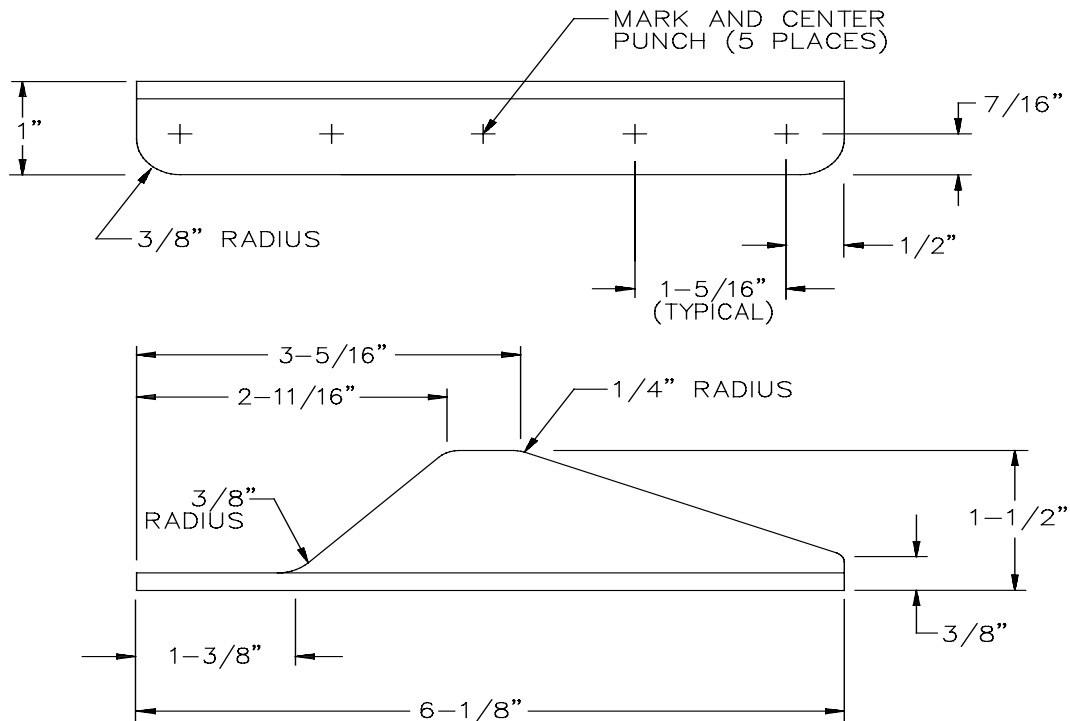 MARK AND CENTER
PUNCH (5 PLACES)
1”
7/16”
3/8” RADIUS
1/2”
1–5/16”
(TYPICAL)
3–5/16”
2–11/16”
1/4” RADIUS
3/8”
RADIUS
1–1/2”
3/8”
1–3/8”
6–1/8”